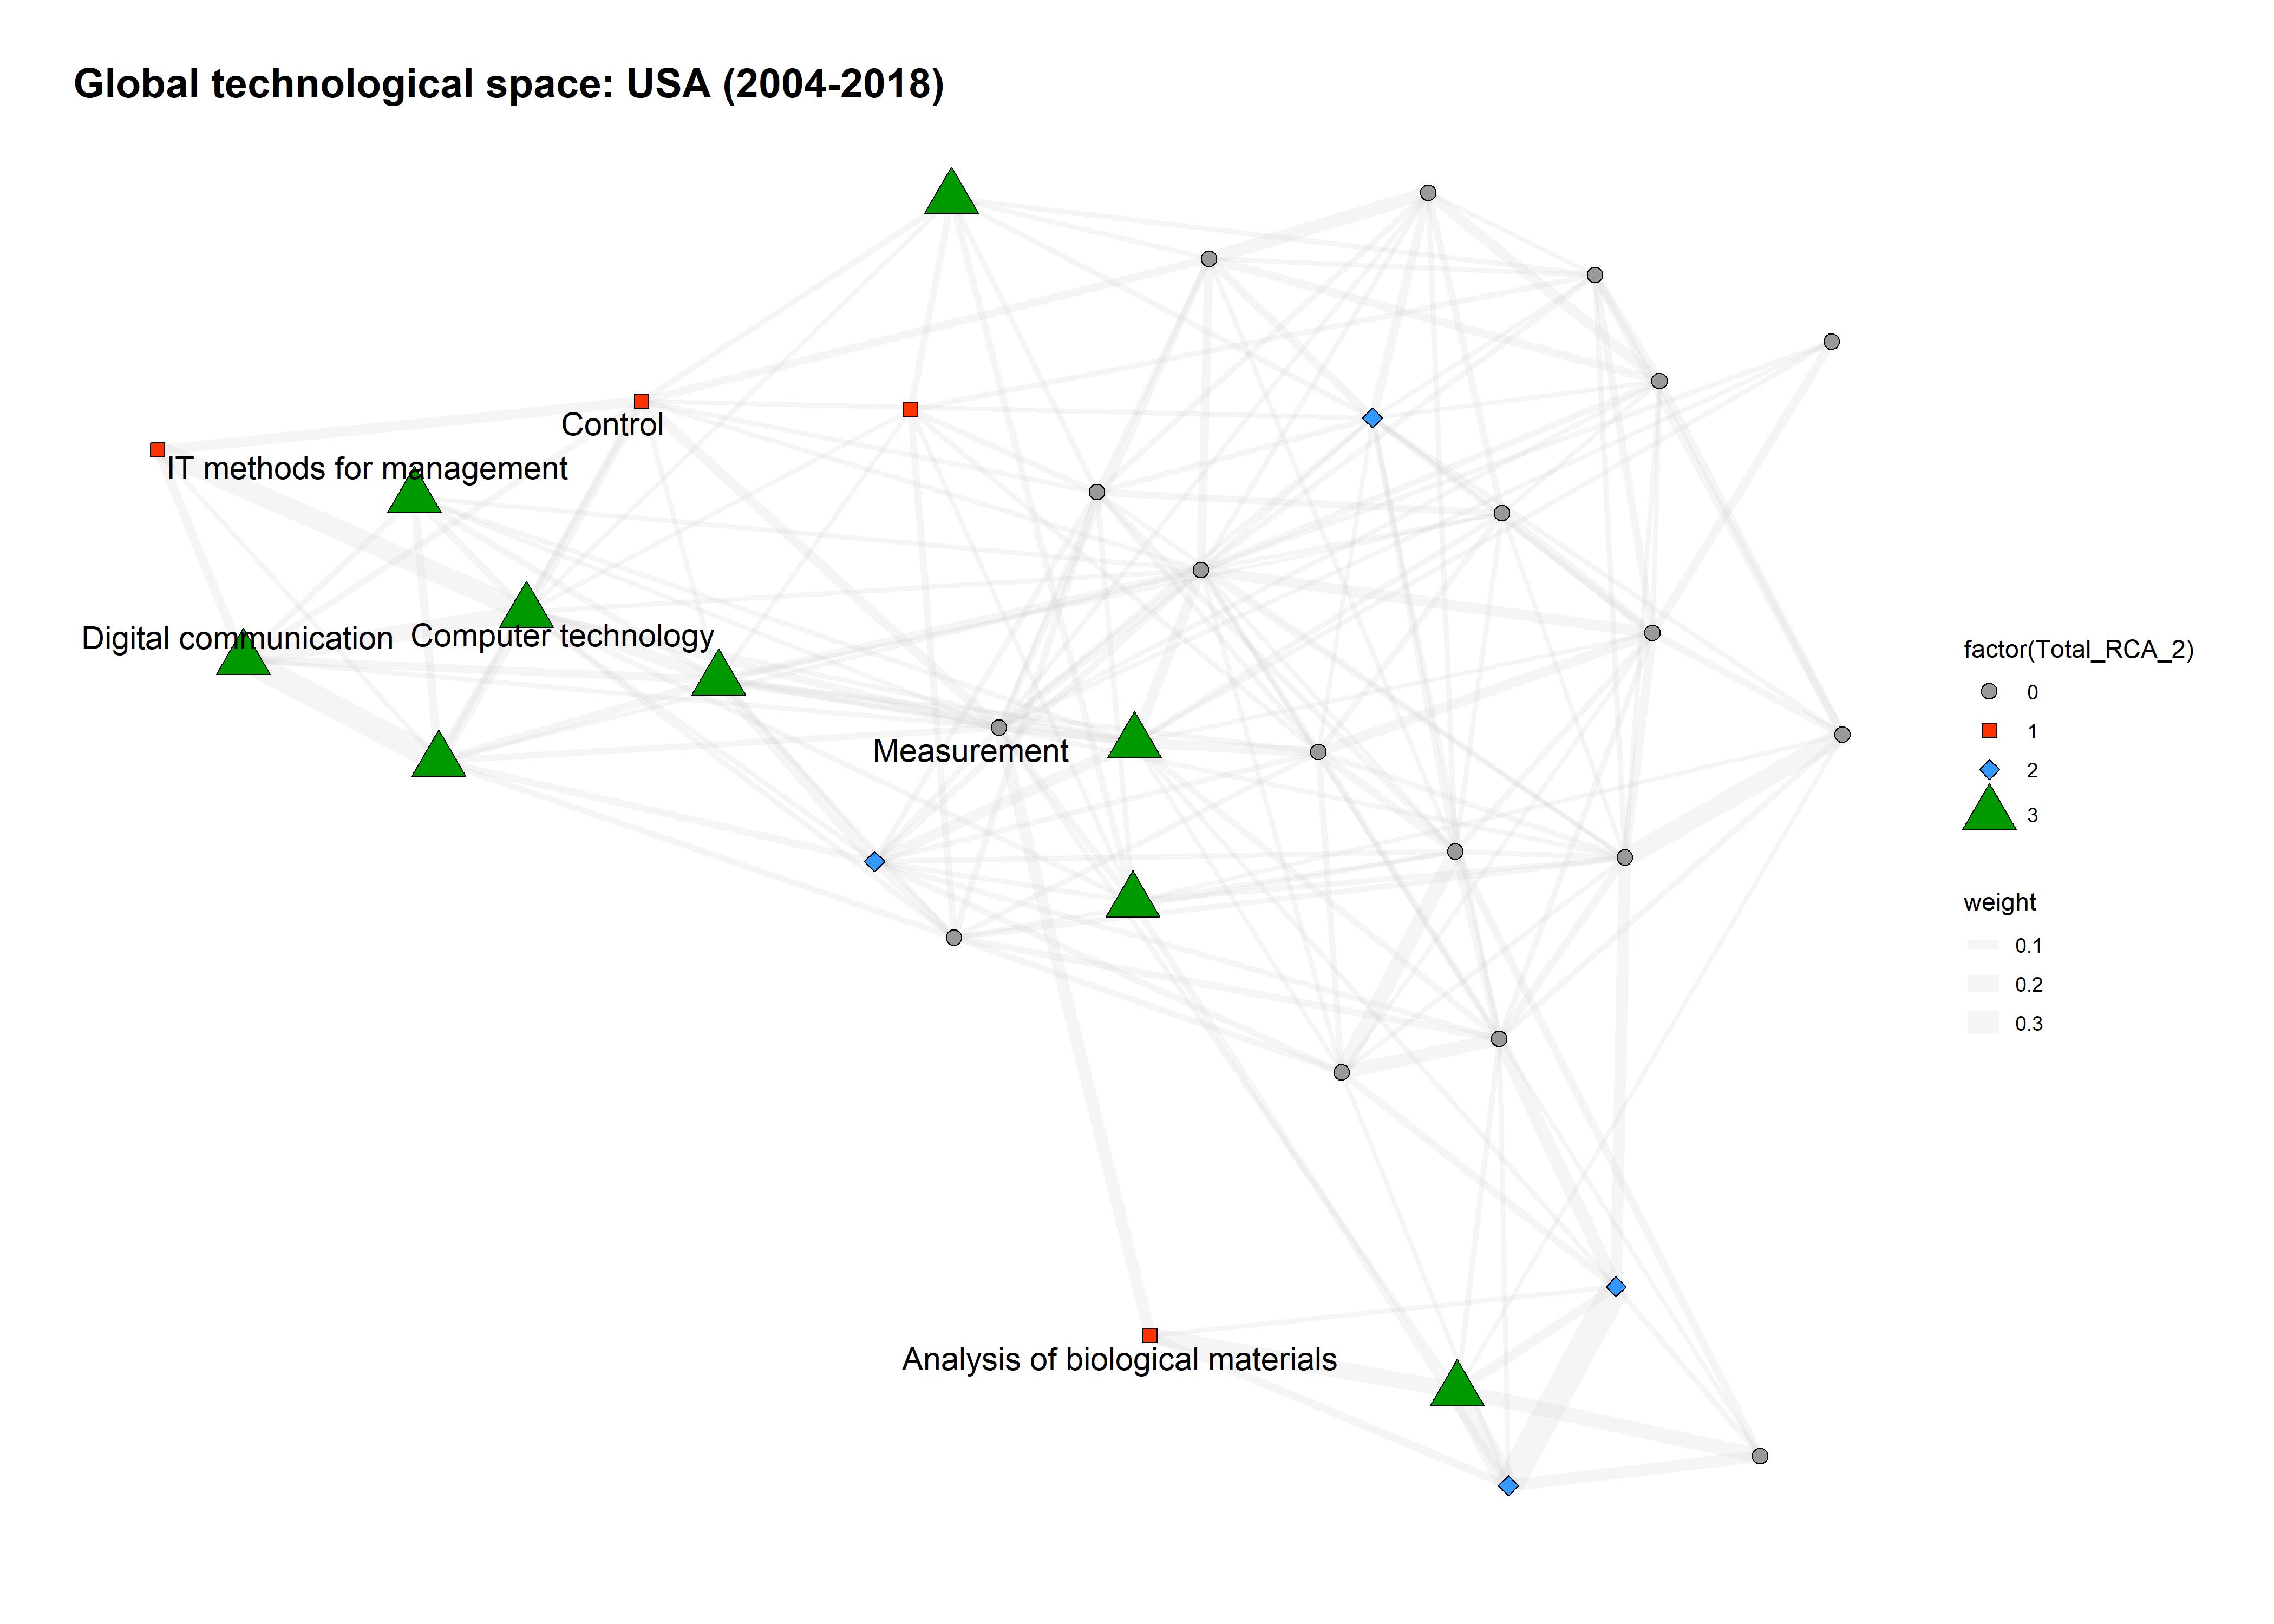 Global technological space: USA (2004-2018)
Control
IT methods for management
Digital communication
Computer technology
Measurement
Analysis of biological materials
factor(Total_RCA_2)
0
1
2
3
weight
0.1
0.2
0.3